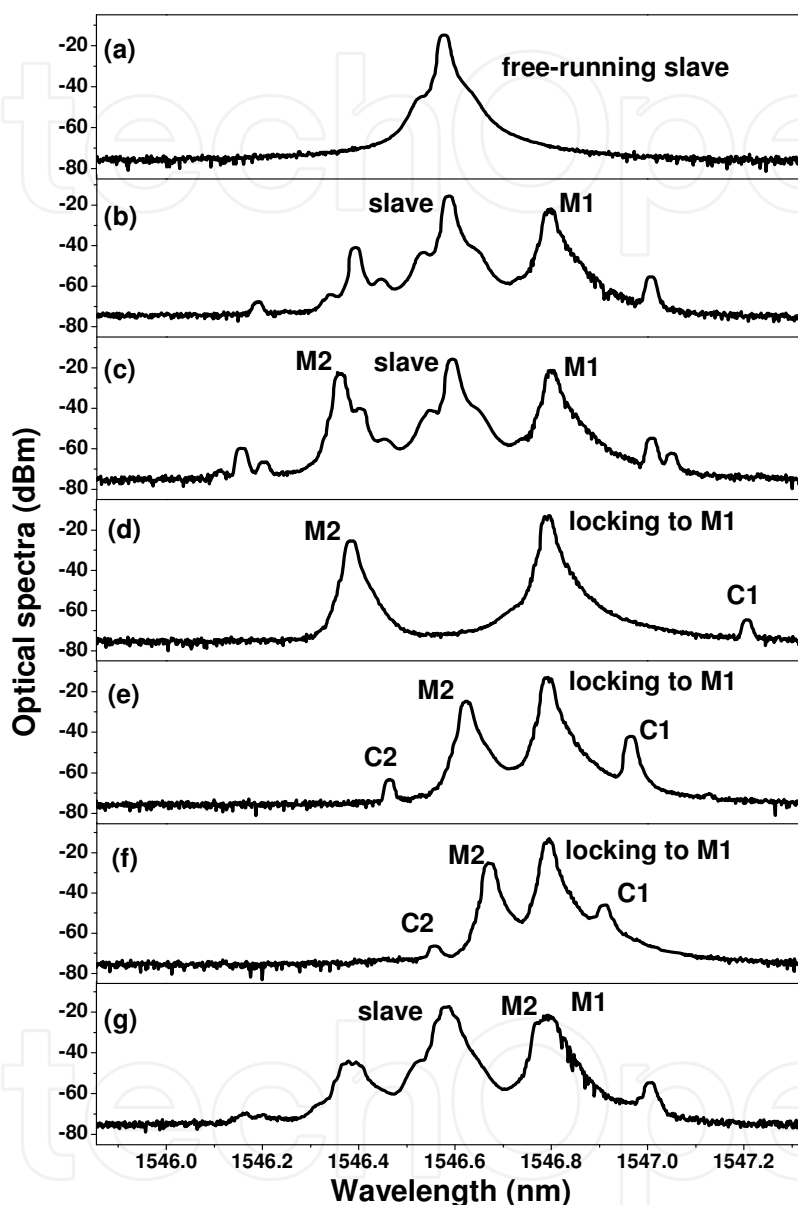 (a)
free-running slave
-20
-40
-60
-80
(b)
slave
M1
-20
-40
-60
-80
(c)
M2
slave
M1
-20
-40
-60
-80
(d)
M2
locking to M1
C1
-20
-40
-60
-80
(e)
C2
M2
locking to M1
C1
-20
-40
-60
-80
(f)
C2
M2
locking to M1
C1
-20
-40
-60
-80
(g)
slave
M2
M1
-20
-40
-60
-80
Optical spectra (dBm)
1546.0 1546.2 1546.4 1546.6 1546.8 1547.0 1547.2
Wavelength (nm)
techOpe
techOpe